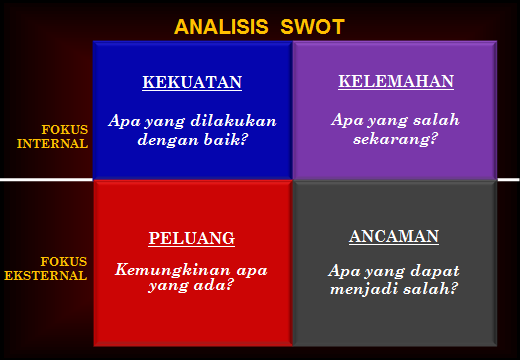 ANALISIS SWOT
KEKUATAN
Apa yang dilakukan
dengan baik?
KELEMAHAN
Apa yang salah
sekarang?
FOKUS
INTERNAL
PELUANG
Kemungkinan apa
yang ada?
ANCAMAN
Apa yang dapat
menjadi salah?
FOKUS
EKSTERNAL